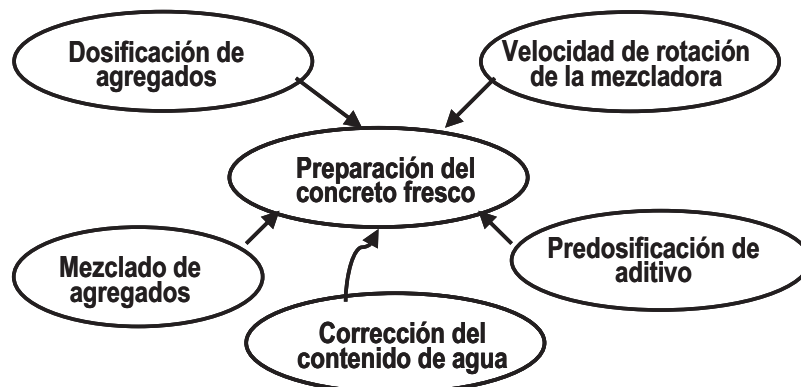 Dosificación de
agregados
Velocidad de rotación
de la mezcladora
Preparación del
concreto fresco
Mezclado de
agregados
Predosificación de
aditivo
Corrección del
contenido de agua